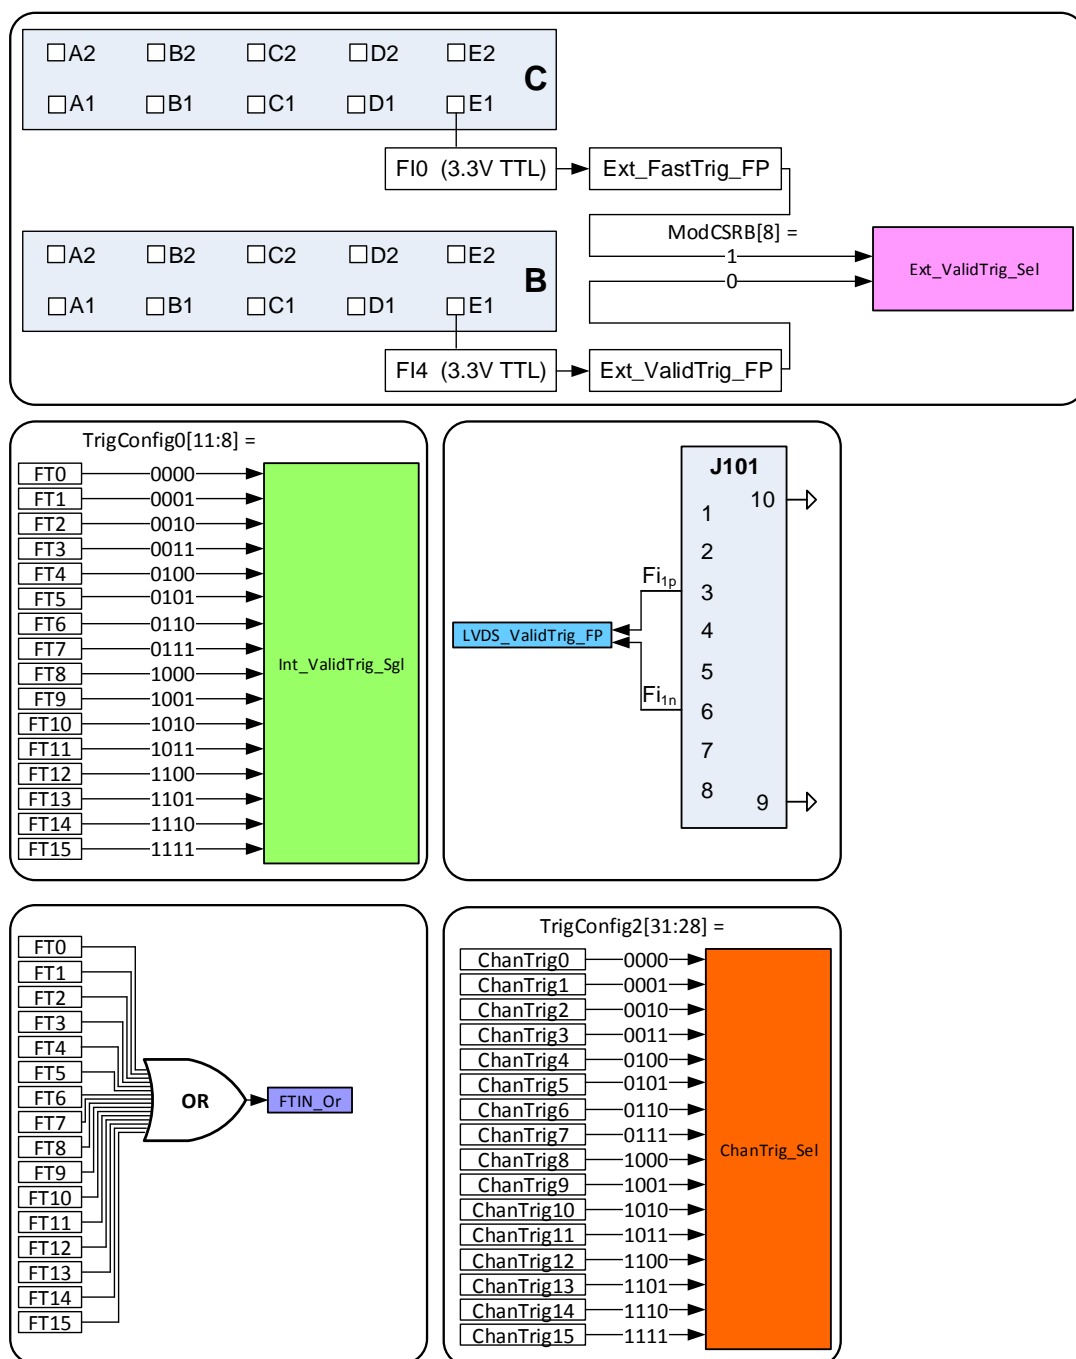 A2 B2 C2 D2 E2
C
A1 B1 C1 D1 E1
FI0 (3.3V TTL) Ext_FastTrig_FP
A2 B2 C2 D2 E2
B
A1 B1 C1 D1 E1
FI4 (3.3V TTL) Ext_ValidTrig_FP
ModCSRB[8] =
1
0
Ext_ValidTrig_Sel
TrigConfig0[11:8] =
FT0 0000
FT1 0001
FT2 0010
FT3 0011
FT4 0100
FT5 0101
FT6 0110
FT7 0111
FT8 1000
FT9 1001
FT10 1010
FT11 1011
FT12 1100
FT13 1101
FT14 1110
FT15 1111
Int_ValidTrig_Sgl
J101
10
1
2
3
4
5
6
7
8
9
Fi1p
LVDS_ValidTrig_FP
Fi1n
FT0
FT1
FT2
FT3
FT4
FT5
FT6
FT7
FT8
FT9
FT10
FT11
FT12
FT13
FT14
FT15
OR
FTIN_Or
TrigConfig2[31:28] =
ChanTrig0 0000
ChanTrig1 0001
ChanTrig2 0010
ChanTrig3 0011
ChanTrig4 0100
ChanTrig5 0101
ChanTrig6 0110
ChanTrig7 0111
ChanTrig8 1000
ChanTrig9 1001
ChanTrig10 1010
ChanTrig11 1011
ChanTrig12 1100
ChanTrig13 1101
ChanTrig14 1110
ChanTrig15 1111
ChanTrig_Sel